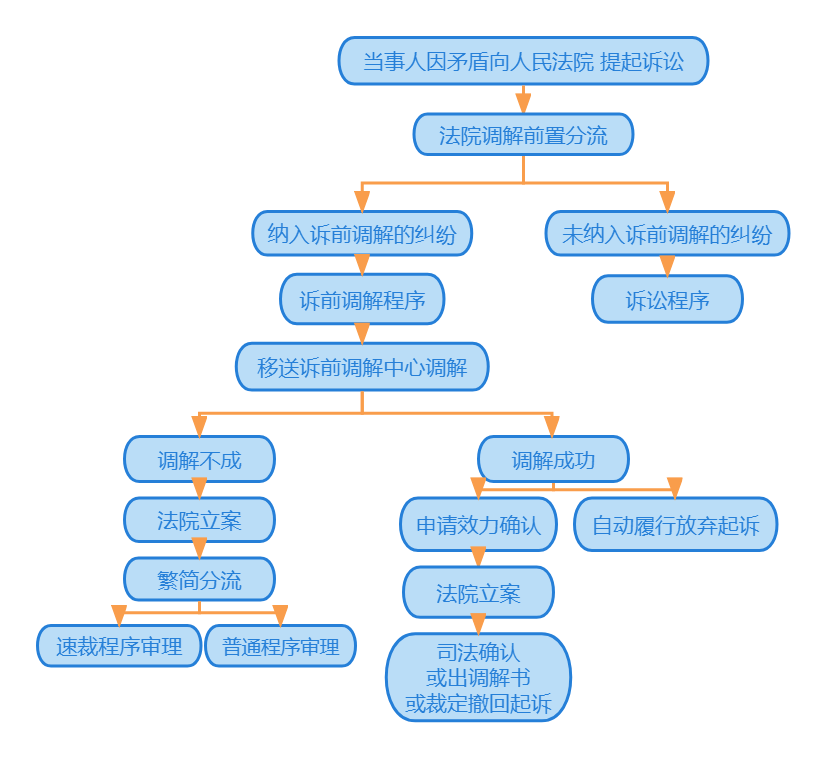 当事人因矛盾向人民法院 提起诉讼
法院调解前置分流
纳入诉前调解的纠纷
未纳入诉前调解的纠纷
诉前调解程序
诉讼程序
移送诉前调解中心调解
调解不成
调解成功
法院立案
申请效力确认
自动履行放弃起诉
繁简分流
法院立案
速裁程序审理
普通程序审理
司法确认
或出调解书
或裁定撤回起诉